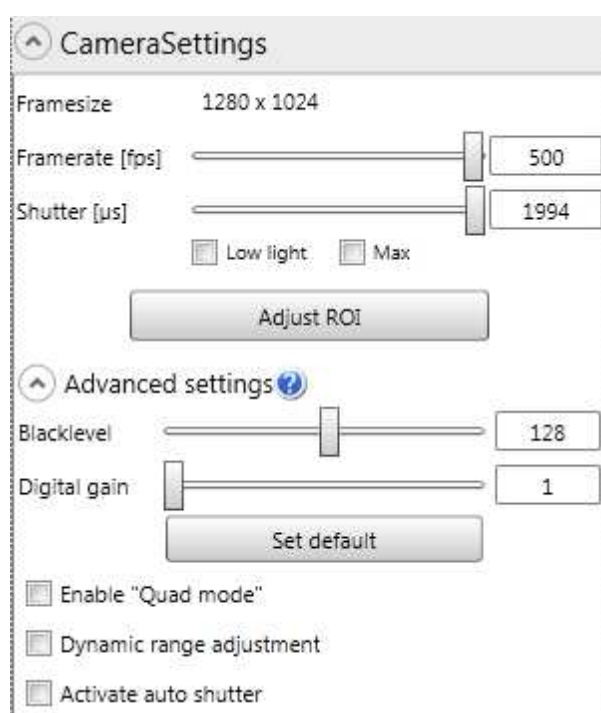 CameraSettings
Framesize 1280 x 1024
Framerate [fps] 500
Shutter [µs] 1994
Low light Max
Adjust ROI
Advanced settings ?
Blacklevel 128
Digital gain 1
Set default
Enable "Quad mode"
Dynamic range adjustment
Activate auto shutter